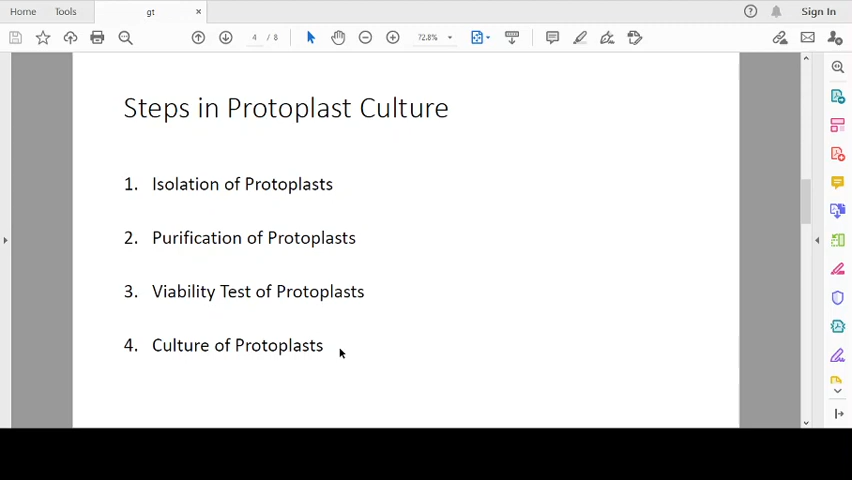 Home Tools gt × Sign In
4 / 8 72.8%
Steps in Protoplast Culture
1. Isolation of Protoplasts
2. Purification of Protoplasts
3. Viability Test of Protoplasts
4. Culture of Protoplasts